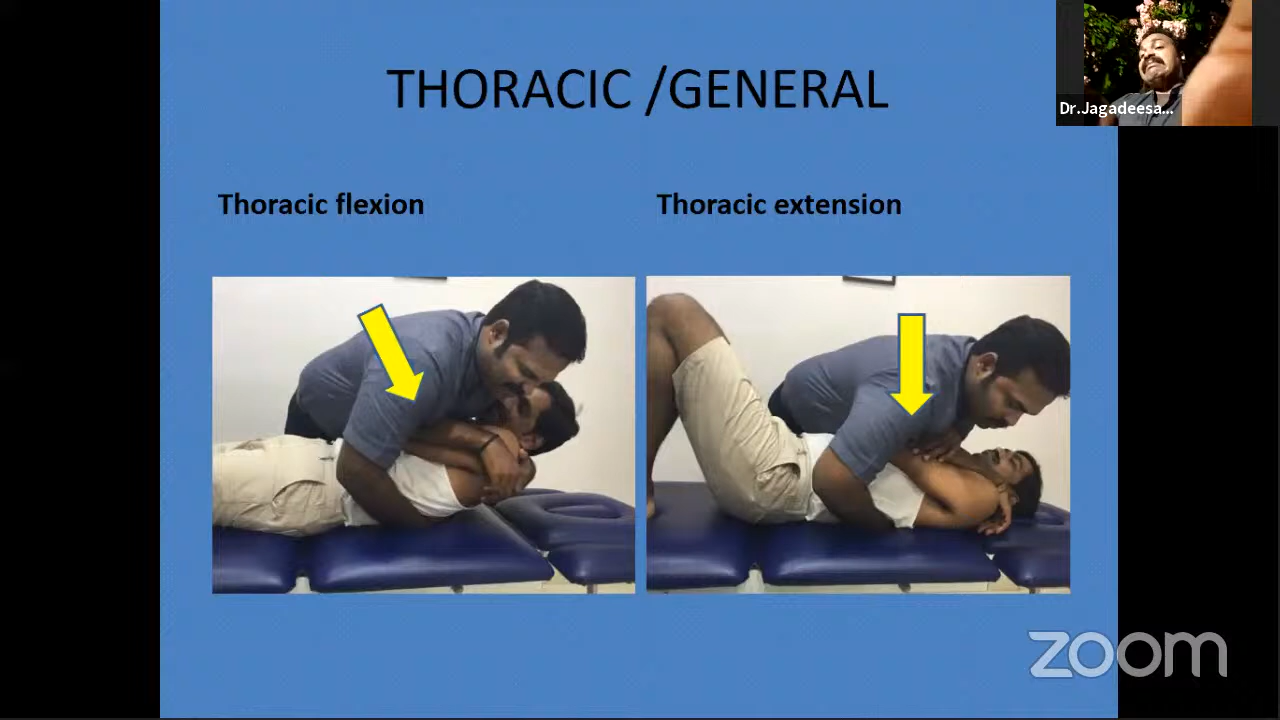 THORACIC /GENERAL
Dr.Jagadeesa...
Thoracic flexion
Thoracic extension
zoom